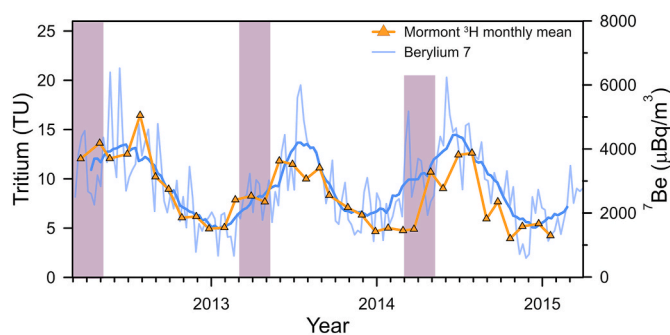 25
20
15
10
5
0
Tritium (TU)
Mormont ³H monthly mean
Berylium 7
8000
6000
4000
2000
0
⁷Be (µBq/m³)
2013 2014 2015
Year